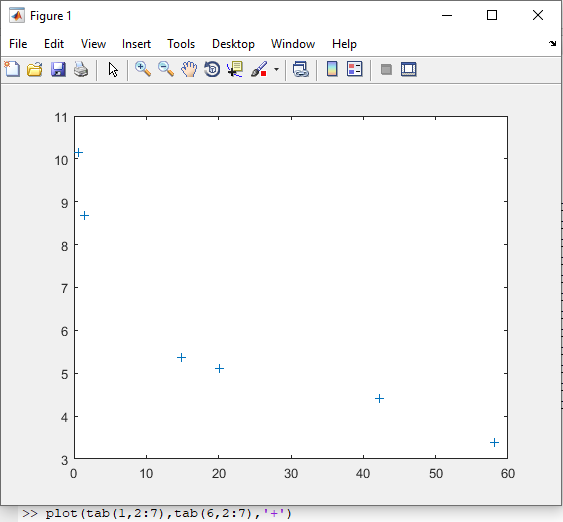 Figure 1
File Edit View Insert Tools Desktop Window Help
11
10
9
8
7
6
5
4
3
0 10 20 30 40 50 60
>> plot(tab(1,2:7),tab(6,2:7),'+')